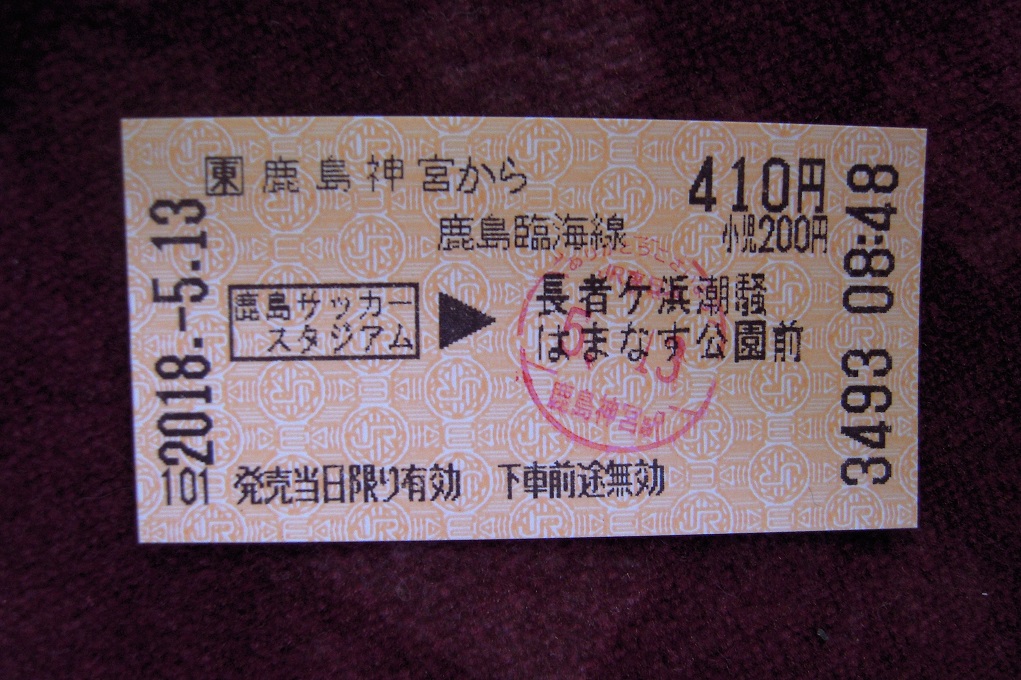 東 鹿島神宮から 410円
鹿島臨海線 小児200円
鹿島サッカースタジアム ▶ 長者ケ浜潮騒はまなす公園前
発売当日限り有効 下車前途無効
2018.-5.13
101
3493 08:48
鹿島神宮駅